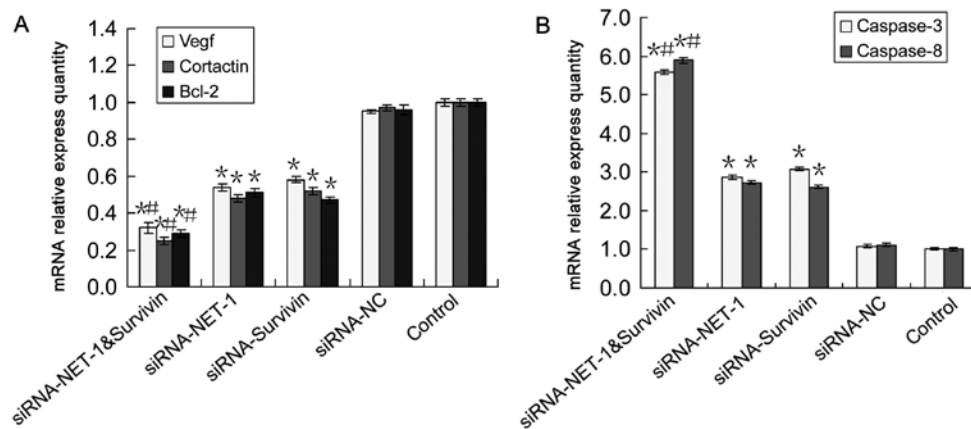 A
mRNA relative express quantity
1.4
1.2
1.0
0.8
0.6
0.4
0.2
0.0
Vegf
Cortactin
Bcl-2
*# *# *#
* * *
* * *
siRNA-NET-1&Survivin
siRNA-NET-1
siRNA-Survivin
siRNA-NC
Control
B
mRNA relative express quantity
7.0
6.0
5.0
4.0
3.0
2.0
1.0
0.0
Caspase-3
Caspase-8
*# *#
* *
* *
siRNA-NET-1&Survivin
siRNA-NET-1
siRNA-Survivin
siRNA-NC
Control